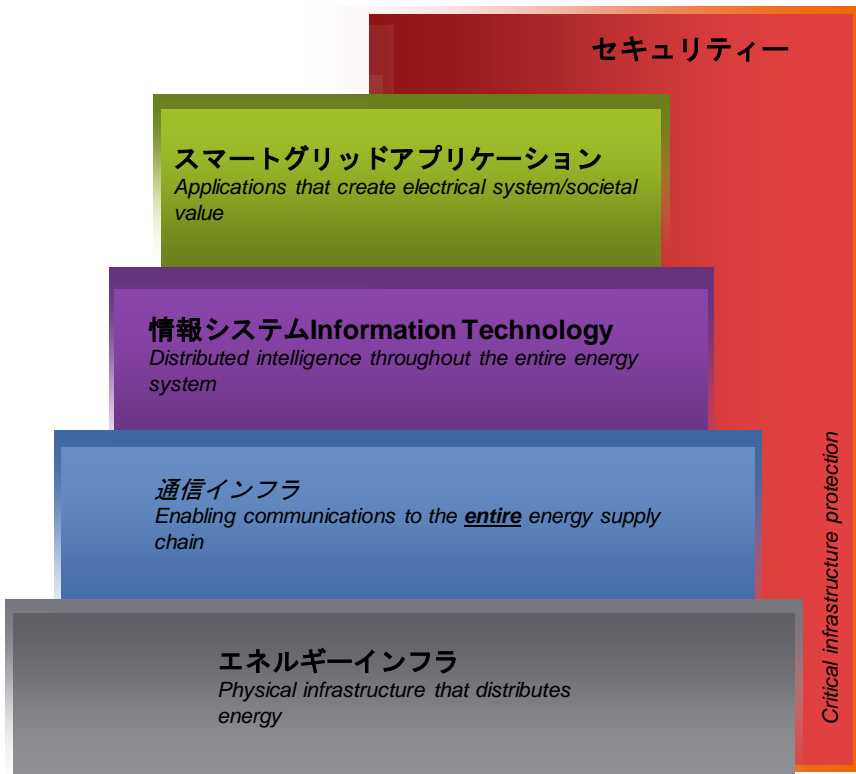 セキュリティー
スマートグリッドアプリケーション
Applications that create electrical system/societal
value
情報システムInformation Technology
Distributed intelligence throughout the entire energy
system
通信インフラ
Enabling communications to the entire energy supply
chain
エネルギーインフラ
Physical infrastructure that distributes
energy
Critical infrastructure protection